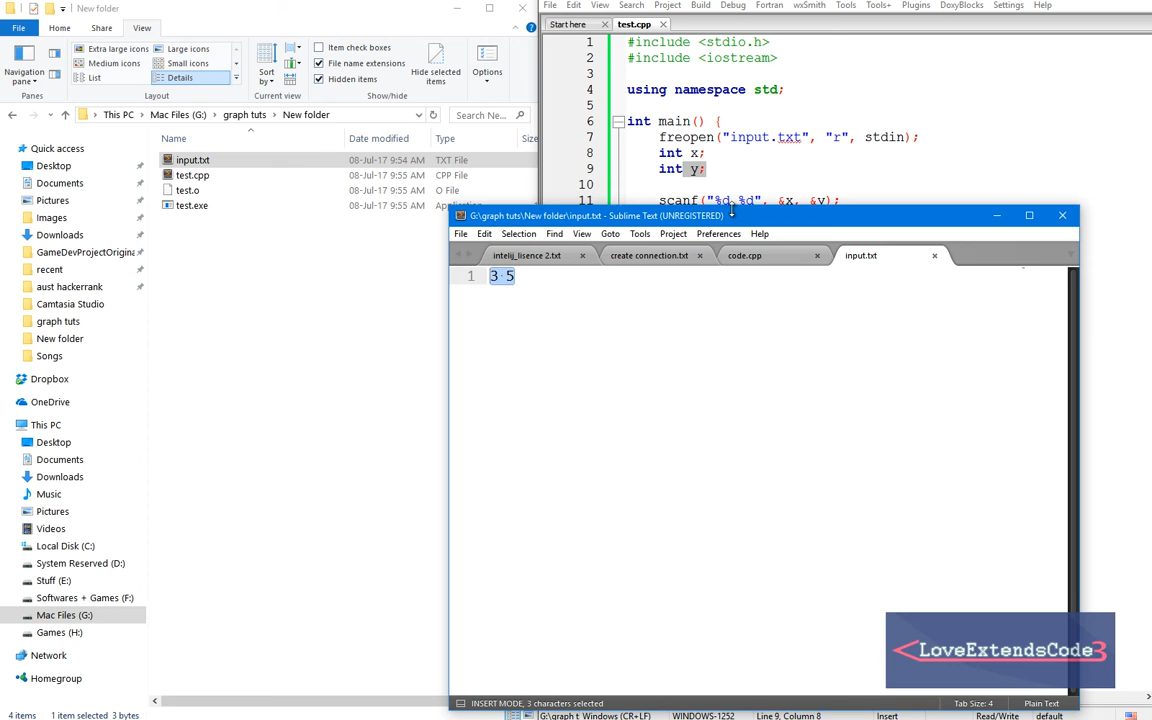 New folder
File
Home
Share
View
Navigation pane
Extra large icons
Large icons
Medium icons
Small icons
List
Details
Sort by
Item check boxes
File name extensions
Hidden items
Hide selected items
Options
Panes
Layout
Current view
Show/hide
This PC
Mac Files (G:)
graph tuts
New folder
Search Ne...
Name
Date modified
Type
Size
input.txt 08-Jul-17 9:54 AM TXT File
test.cpp 08-Jul-17 9:55 AM CPP File
test.o 08-Jul-17 9:55 AM O File
test.exe 08-Jul-17 9:55 AM Application
Quick access
Desktop
Documents
Pictures
Images
Downloads
GameDevProjectOrigina
recent
aust hackerrank
Camtasia Studio
graph tuts
New folder
Songs
Dropbox
OneDrive
This PC
Desktop
Documents
Downloads
Music
Pictures
Videos
Local Disk (C:)
System Reserved (D:)
Stuff (E:)
Softwares + Games (F:)
Mac Files (G:)
Games (H:)
Network
Homegroup
4 items 1 item selected 3 bytes
File Edit View Search Project Build Debug Fortran wxSmith Tools Tools+ Plugins DoxyBlocks Settings Help
Start here
test.cpp
1 #include <stdio.h>
2 #include <iostream>
3
4 using namespace std;
5
6 int main() {
7 freopen("input.txt", "r", stdin);
8 int x;
9 int y;
10
11 scanf("%d %d", &x, &y);
G:\graph tuts\New folder\input.txt - Sublime Text (UNREGISTERED)
File Edit Selection Find View Goto Tools Project Preferences Help
intelij_lisence 2.txt
create connection.txt
code.cpp
input.txt
1 3 5
<LoveExtendsCode3
INSERT MODE, 3 characters selected
Tab Size: 4
Plain Text
G:\graph t Windows (CR+LF) WINDOWS-1252 Line 9, Column 8 Insert Read/Write default